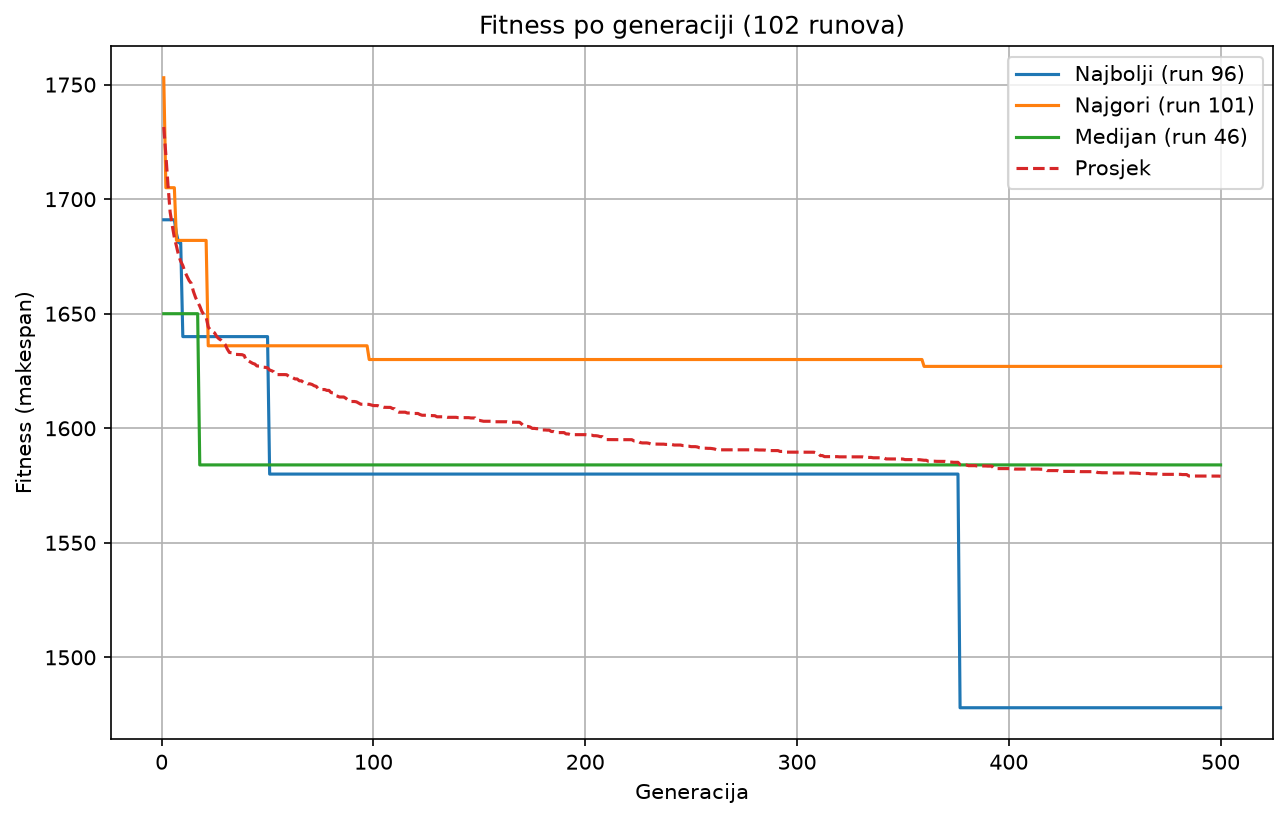 Fitness po generaciji (102 runova)
Najbolji (run 96)
Najgori (run 101)
Medijan (run 46)
Prosjek
Fitness (makespan)
1750
1700
1650
1600
1550
1500
0
100
200
300
400
500
Generacija